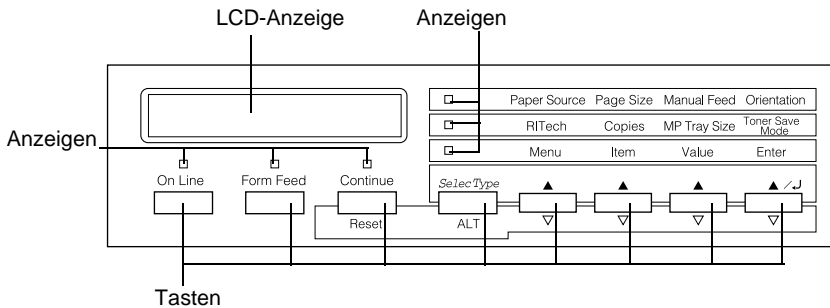 LCD-Anzeige
Anzeigen
Paper Source Page Size Manual Feed Orientation
RITech Copies MP Tray Size Toner Save Mode
Menu Item Value Enter
Anzeigen
On Line Form Feed Continue SelecType
Reset ALT
Tasten